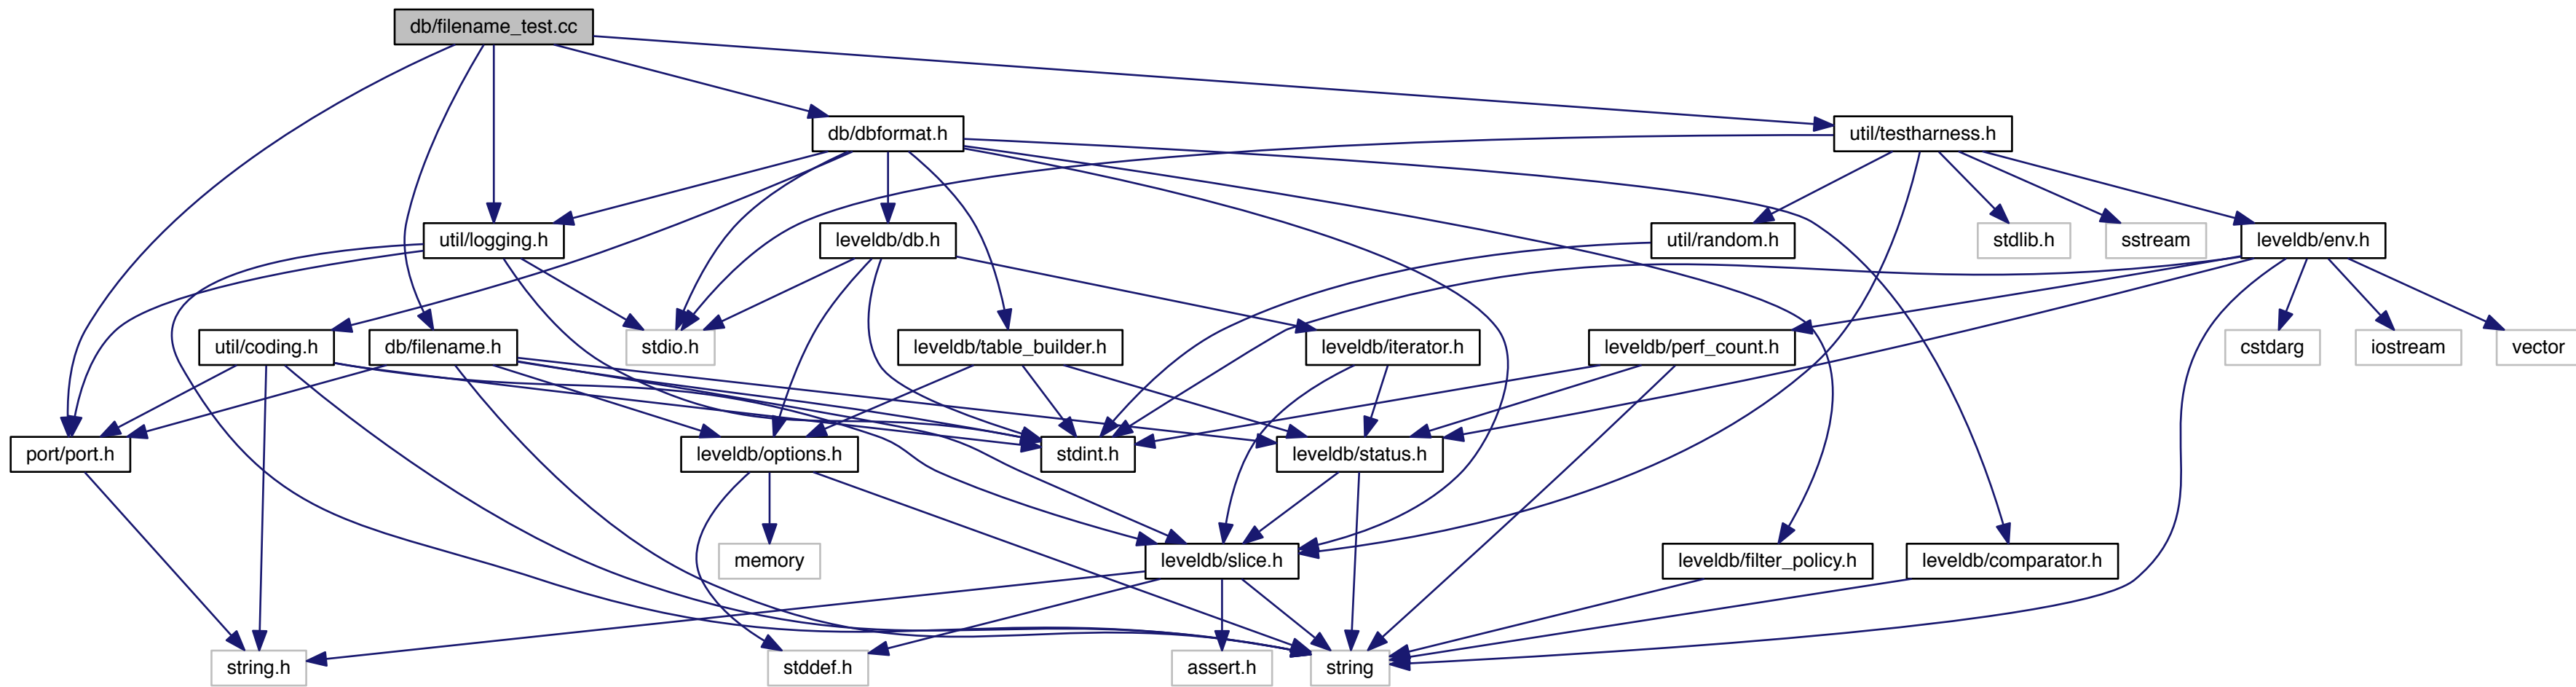 db/filename_test.cc
db/dbformat.h
util/testharness.h
util/logging.h
leveldb/db.h
util/random.h
stdlib.h
sstream
leveldb/env.h
util/coding.h
db/filename.h
stdio.h
leveldb/table_builder.h
leveldb/iterator.h
leveldb/perf_count.h
cstdarg
iostream
vector
port/port.h
leveldb/options.h
stdint.h
leveldb/status.h
memory
leveldb/slice.h
leveldb/filter_policy.h
leveldb/comparator.h
string.h
stddef.h
assert.h
string